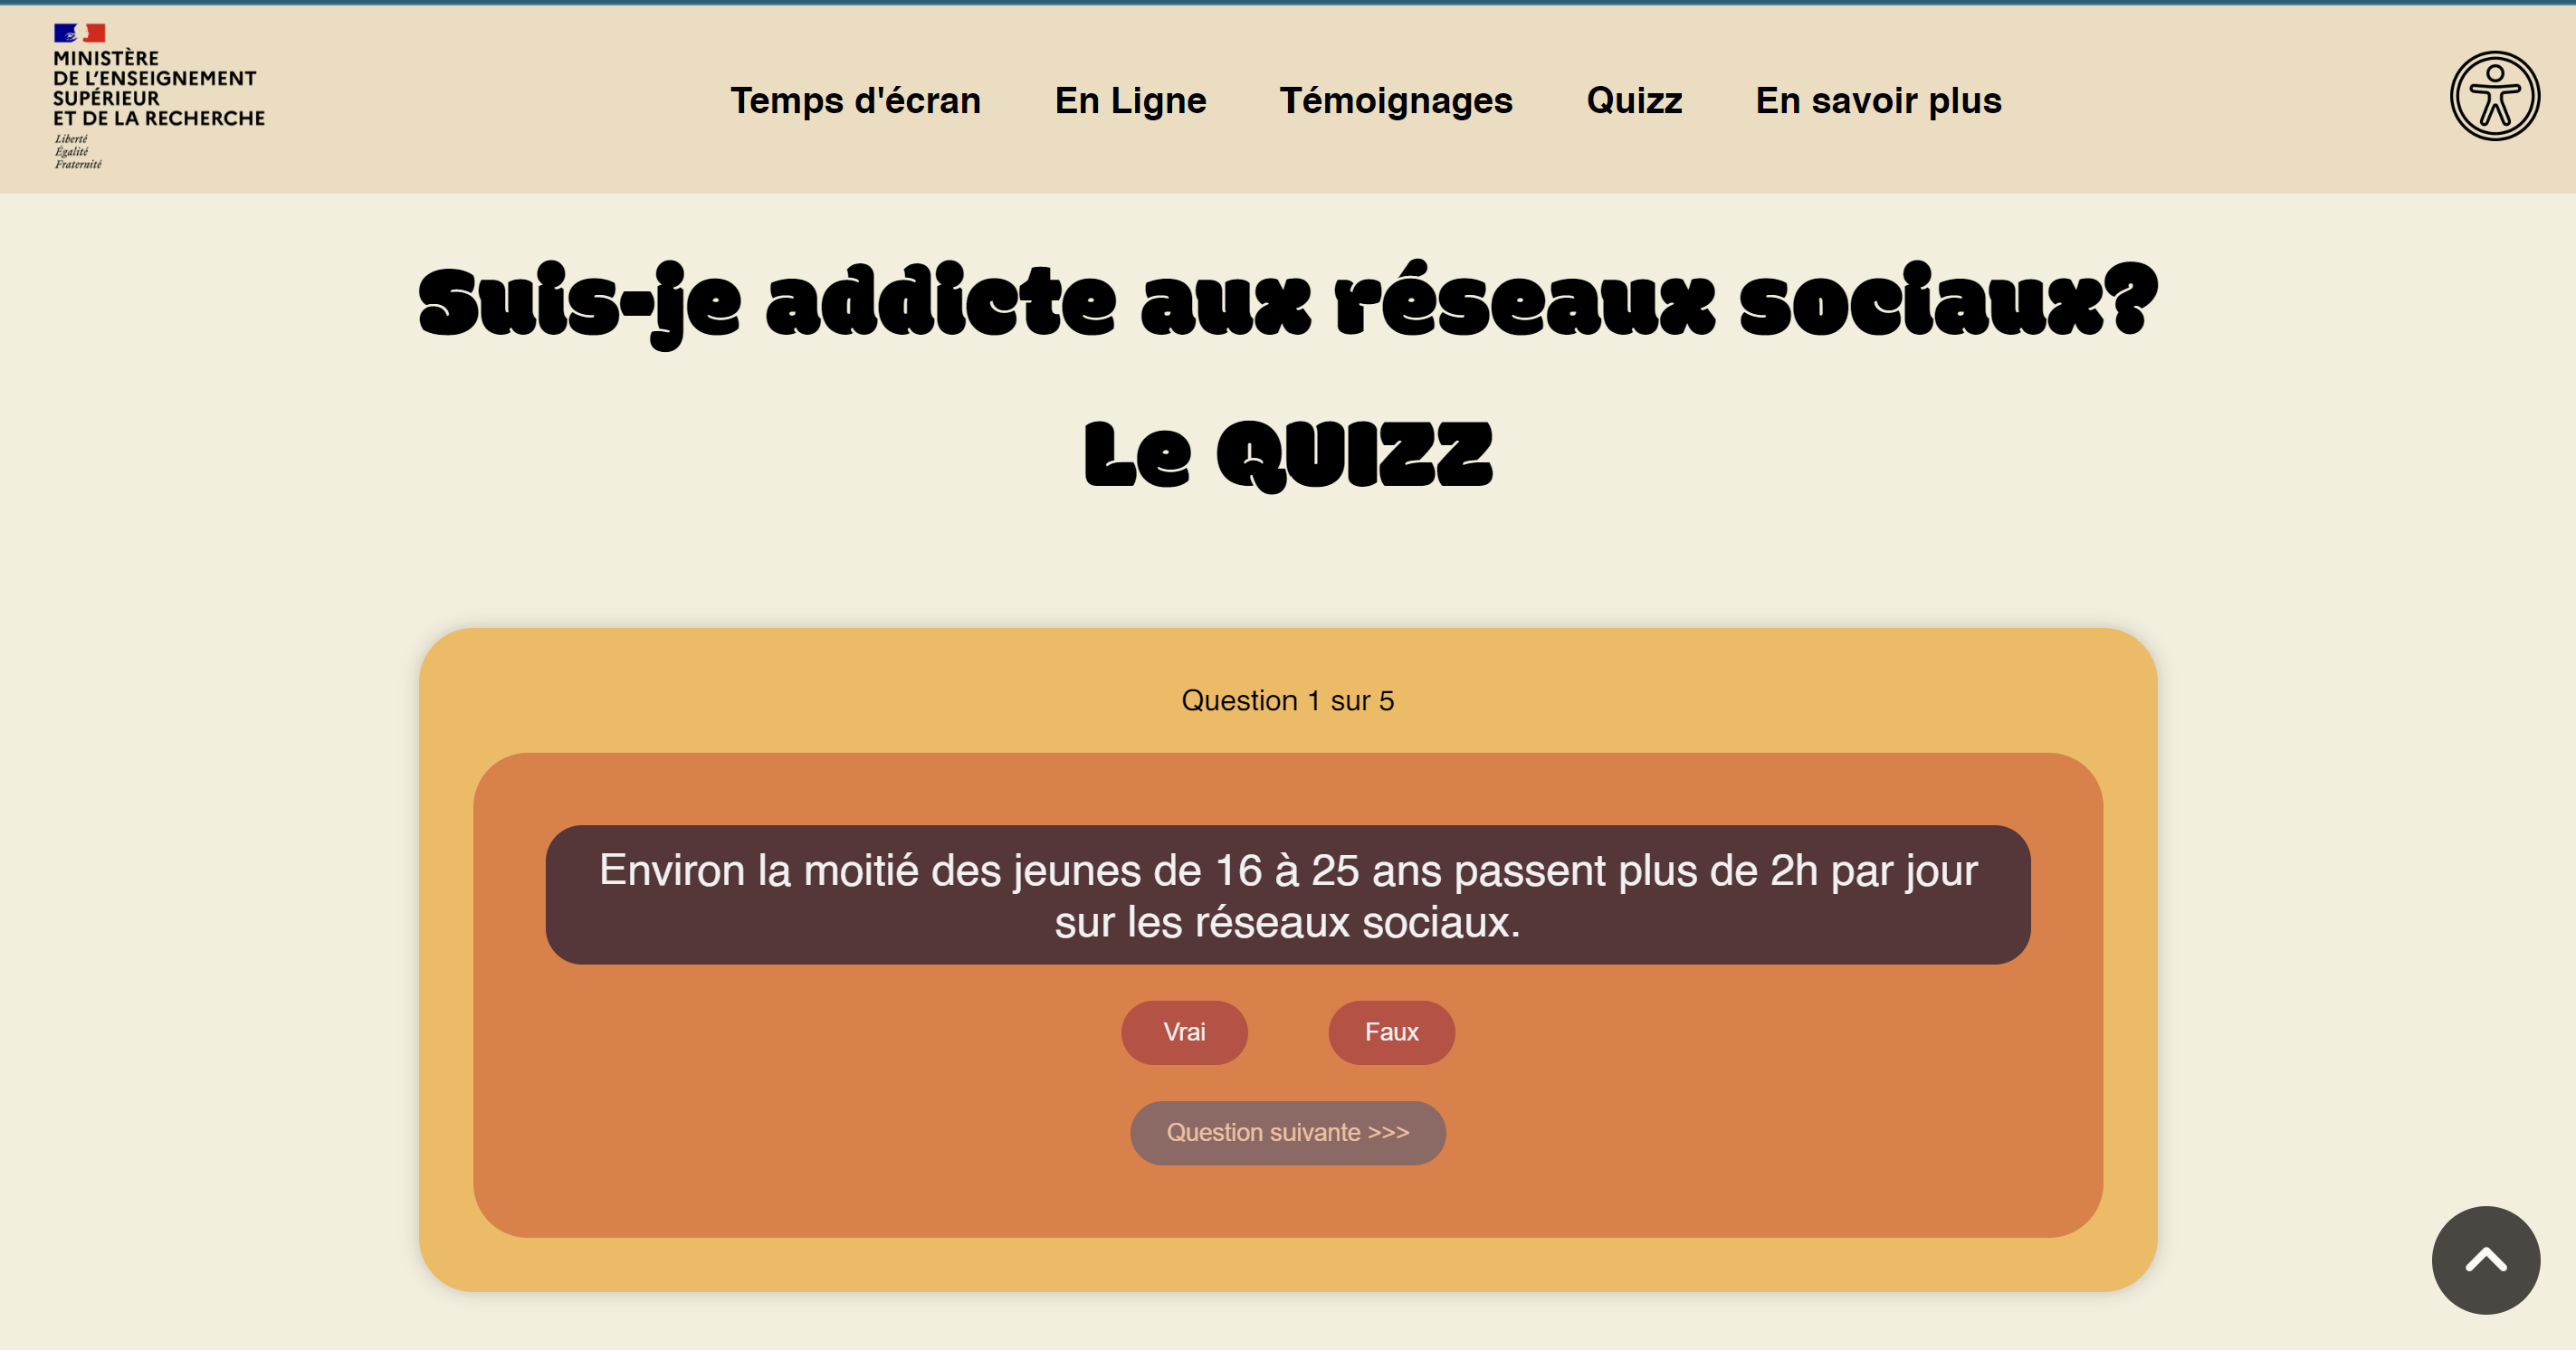 MINISTÈRE
DE L'ENSEIGNEMENT
SUPÉRIEUR
ET DE LA RECHERCHE
Liberté
Égalité
Fraternité
Temps d'écran
En Ligne
Témoignages
Quizz
En savoir plus
Suis-je addicte aux réseaux sociaux?
Le QUIZZ
Question 1 sur 5
Environ la moitié des jeunes de 16 à 25 ans passent plus de 2h par jour
sur les réseaux sociaux.
Vrai
Faux
Question suivante >>>